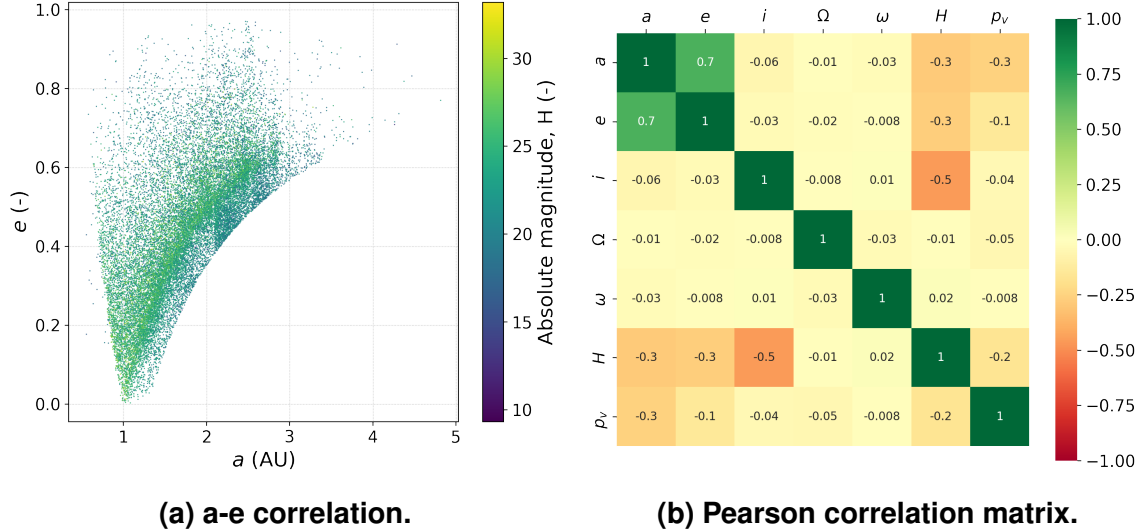 1.0
0.8
0.6
0.4
0.2
0.0
e (-)
1 2 3 4 5
a (AU)
30
25
20
15
10
Absolute magnitude, H (-)
(a) a-e correlation.
a e i Ω ω H p_v
a 1 0.7 -0.06 -0.01 -0.03 -0.3 -0.3
e 0.7 1 -0.03 -0.02 -0.008 -0.3 -0.1
i -0.06 -0.03 1 -0.008 0.01 -0.5 -0.04
Ω -0.01 -0.02 -0.008 1 -0.03 -0.01 -0.05
ω -0.03 -0.008 0.01 -0.03 1 0.02 -0.008
H -0.3 -0.3 -0.5 -0.01 0.02 1 -0.2
p_v -0.3 -0.1 -0.04 -0.05 -0.008 -0.2 1
1.00
0.75
0.50
0.25
0.00
−0.25
−0.50
−0.75
−1.00
(b) Pearson correlation matrix.